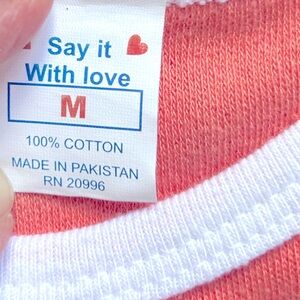 Say it
With love
M
100% COTTON
MADE IN PAKISTAN
RN 20996